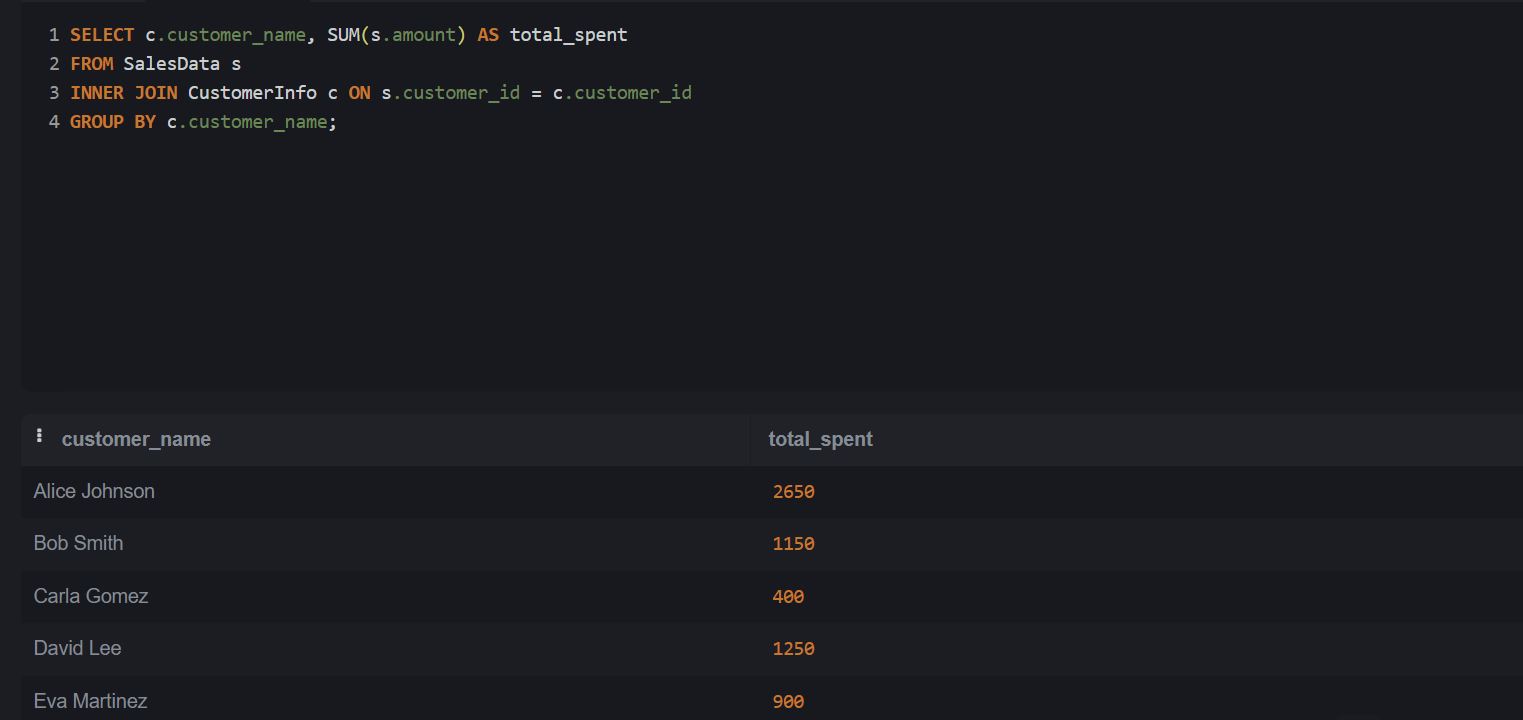 1 SELECT c.customer_name, SUM(s.amount) AS total_spent
2 FROM SalesData s
3 INNER JOIN CustomerInfo c ON s.customer_id = c.customer_id
4 GROUP BY c.customer_name;
customer_name total_spent
Alice Johnson 2650
Bob Smith 1150
Carla Gomez 400
David Lee 1250
Eva Martinez 900